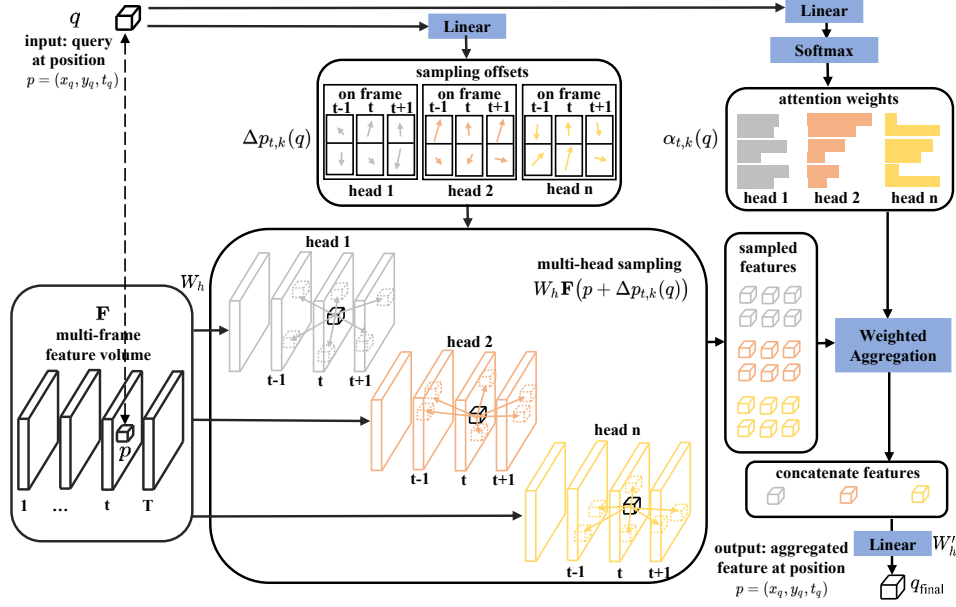 q
input: query
at position
p = (x_q, y_q, t_q)
Linear
Linear
Softmax
sampling offsets
on frame
t-1 t t+1
on frame
t-1 t t+1
on frame
t-1 t t+1
Δp_{t,k}(q)
head 1 head 2 head n
attention weights
α_{t,k}(q)
head 1 head 2 head n
F
multi-frame
feature volume
p
1 ... t T
W_h
head 1
t-1 t t+1
multi-head sampling
W_h F(p + Δp_{t,k}(q))
head 2
t-1 t t+1
head n
t-1 t t+1
sampled
features
Weighted
Aggregation
concatenate features
output: aggregated
feature at position
p = (x_q, y_q, t_q)
Linear
W'_h
q_final